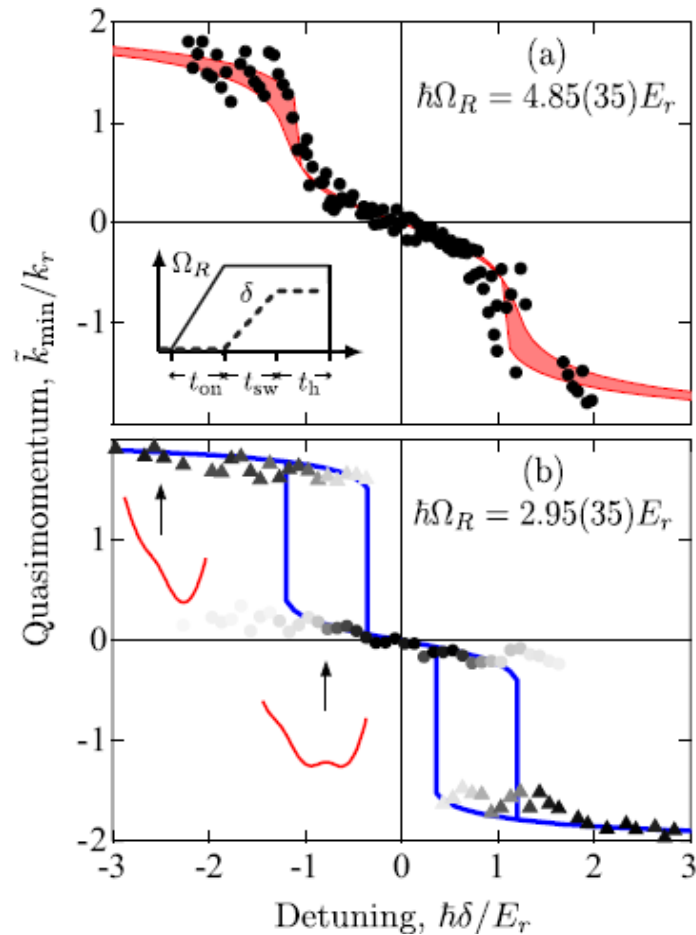 2
1
0
-1
(a)
ħΩ_R = 4.85(35)E_r
Ω_R
δ
t_on t_sw t_h
Quasimomentum, k̃_min/k_r
(b)
ħΩ_R = 2.95(35)E_r
1
0
-1
-2
-3 -2 -1 0 1 2 3
Detuning, ħδ/E_r